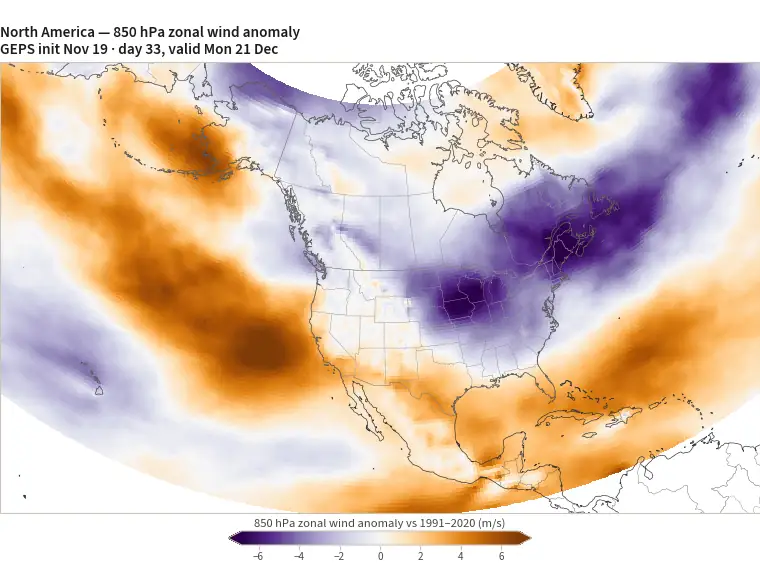 North America — 850 hPa zonal wind anomaly
GEPS init Nov 19 · day 33, valid Mon 21 Dec
850 hPa zonal wind anomaly vs 1991–2020 (m/s)
−6 −4 −2 0 2 4 6